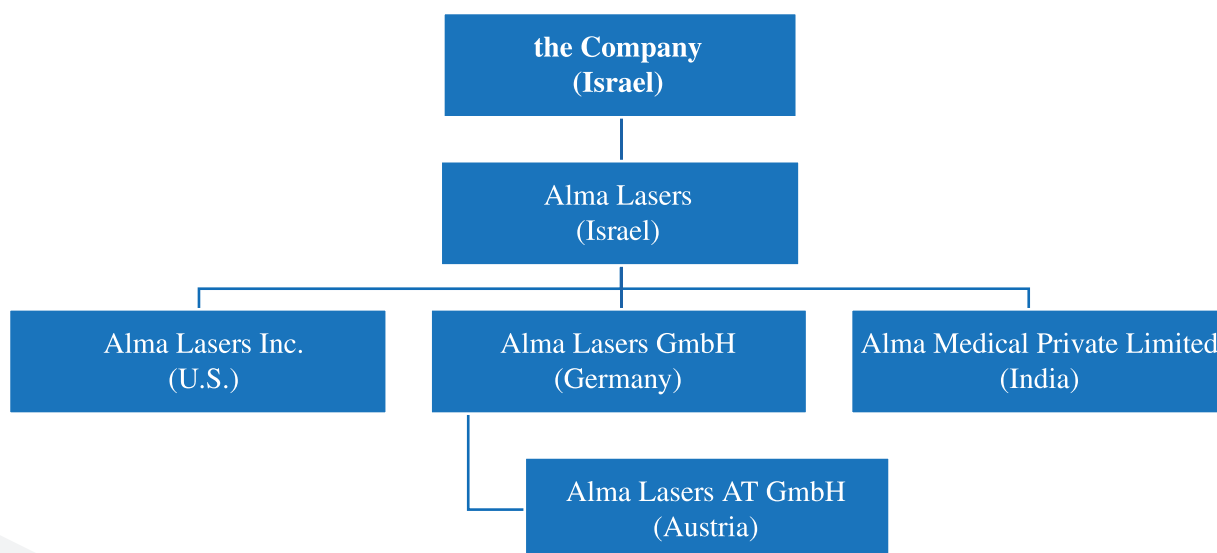 the Company
(Israel)
Alma Lasers
(Israel)
Alma Lasers Inc.
(U.S.)
Alma Lasers GmbH
(Germany)
Alma Medical Private Limited
(India)
Alma Lasers AT GmbH
(Austria)